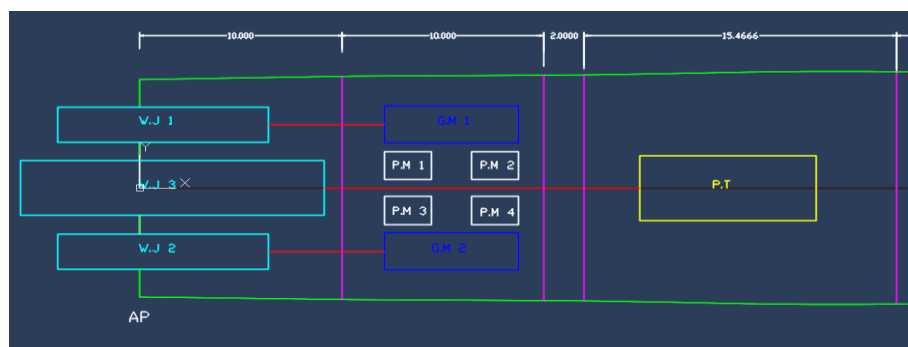 10.000
10.000
2.0000
15.4666
W.J 1
G.M 1
Y
P.M 1
P.M 2
W.J 3
X
P.T
P.M 3
P.M 4
W.J 2
G.M 2
AP